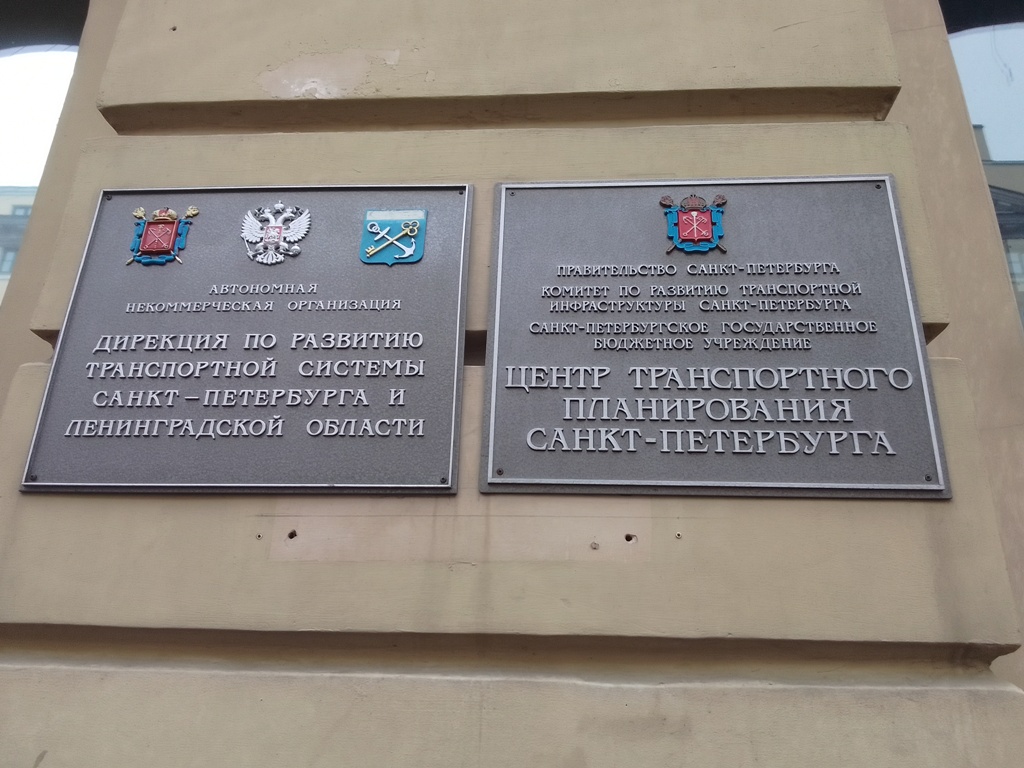 АВТОНОМНАЯ
НЕКОММЕРЧЕСКАЯ ОРГАНИЗАЦИЯ
ДИРЕКЦИЯ ПО РАЗВИТИЮ
ТРАНСПОРТНОЙ СИСТЕМЫ
САНКТ-ПЕТЕРБУРГА И
ЛЕНИНГРАДСКОЙ ОБЛАСТИ
ПРАВИТЕЛЬСТВО САНКТ-ПЕТЕРБУРГА
КОМИТЕТ ПО РАЗВИТИЮ ТРАНСПОРТНОЙ
ИНФРАСТРУКТУРЫ САНКТ-ПЕТЕРБУРГА
САНКТ-ПЕТЕРБУРГСКОЕ ГОСУДАРСТВЕННОЕ
БЮДЖЕТНОЕ УЧРЕЖДЕНИЕ
ЦЕНТР ТРАНСПОРТНОГО
ПЛАНИРОВАНИЯ
САНКТ-ПЕТЕРБУРГА